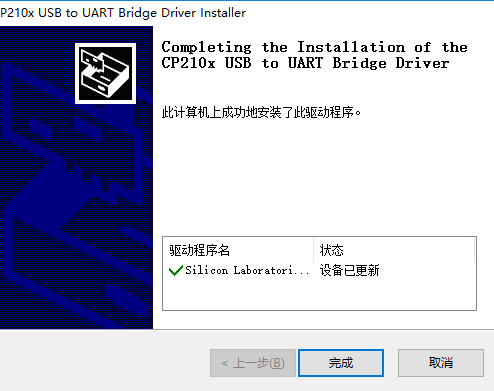 P210x USB to UART Bridge Driver Installer
Completing the Installation of the
CP210x USB to UART Bridge Driver
此计算机上成功地安装了此驱动程序。
驱动程序名 状态
Silicon Laboratori... 设备已更新
< 上一步(B) 完成 取消